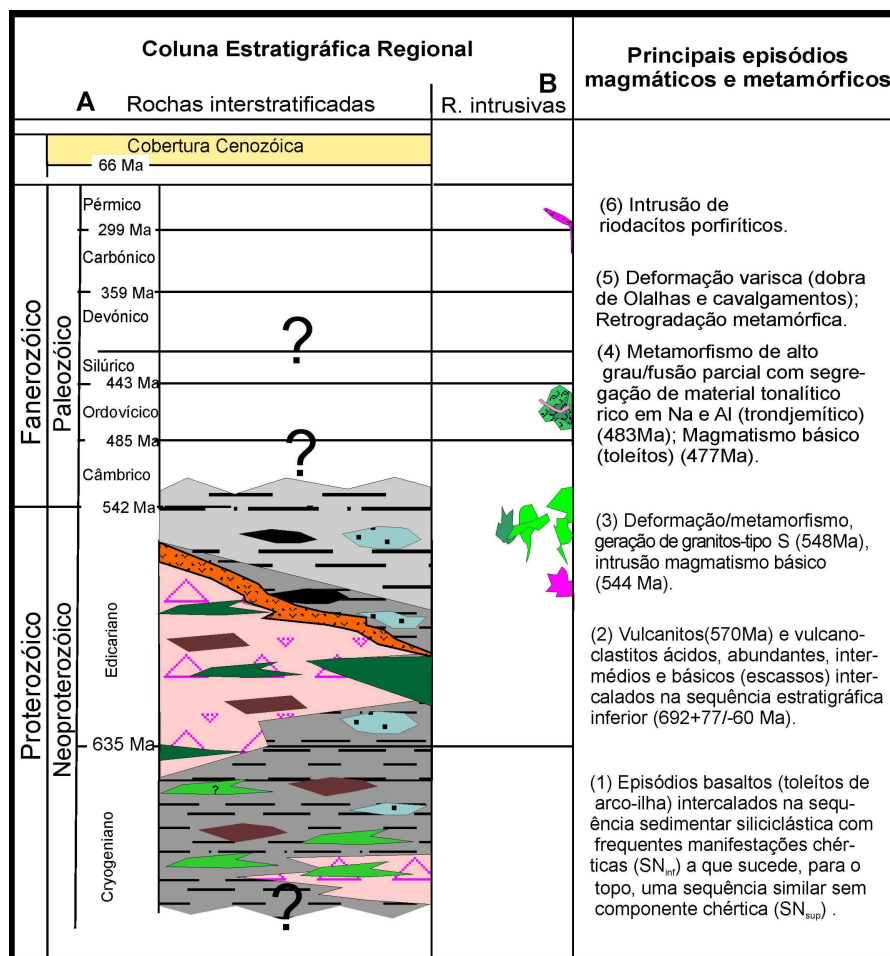 Coluna Estratigráfica Regional
A
Rochas interstratificadas
B
R. intrusivas
Principais episódios
magmáticos e metamórficos
Cobertura Cenozóica
66 Ma
Fanerozóico
Paleozóico
Pérmico
299 Ma
Carbónico
359 Ma
Devónico
?
Silúrico
443 Ma
Ordovícico
485 Ma
?
Câmbrico
542 Ma
Proterozóico
Neoproterozóico
Edicariano
635 Ma
Cryogeniano
?
?
(6) Intrusão de
riodacítos porfiríticos.
(5) Deformação varisca (dobra
de Olalhas e cavalgamentos);
Retrogradação metamórfica.
(4) Metamorfismo de alto
grau/fusão parcial com segre-
gação de material tonalítico
rico em Na e Al (trondjemítico)
(483Ma); Magmatismo básico
(toleítos) (477Ma).
(3) Deformação/metamorfismo,
geração de granitos-tipo S (548Ma),
intrusão magmatismo básico
(544 Ma).
(2) Vulcanitos(570Ma) e vulcano-
clastitos ácidos, abundantes, inter-
médios e básicos (escassos) inter-
calados na sequência estratigráfica
inferior (692+77/-60 Ma).
(1) Episódios basaltos (toleítos de
arco-ilha) intercalados na sequ-
ência sedimentar siliciclástica com
frequentes manifestações chér-
ticas (SNinf) a que sucede, para o
topo, uma sequência similar sem
componente chértica (SNsup) .